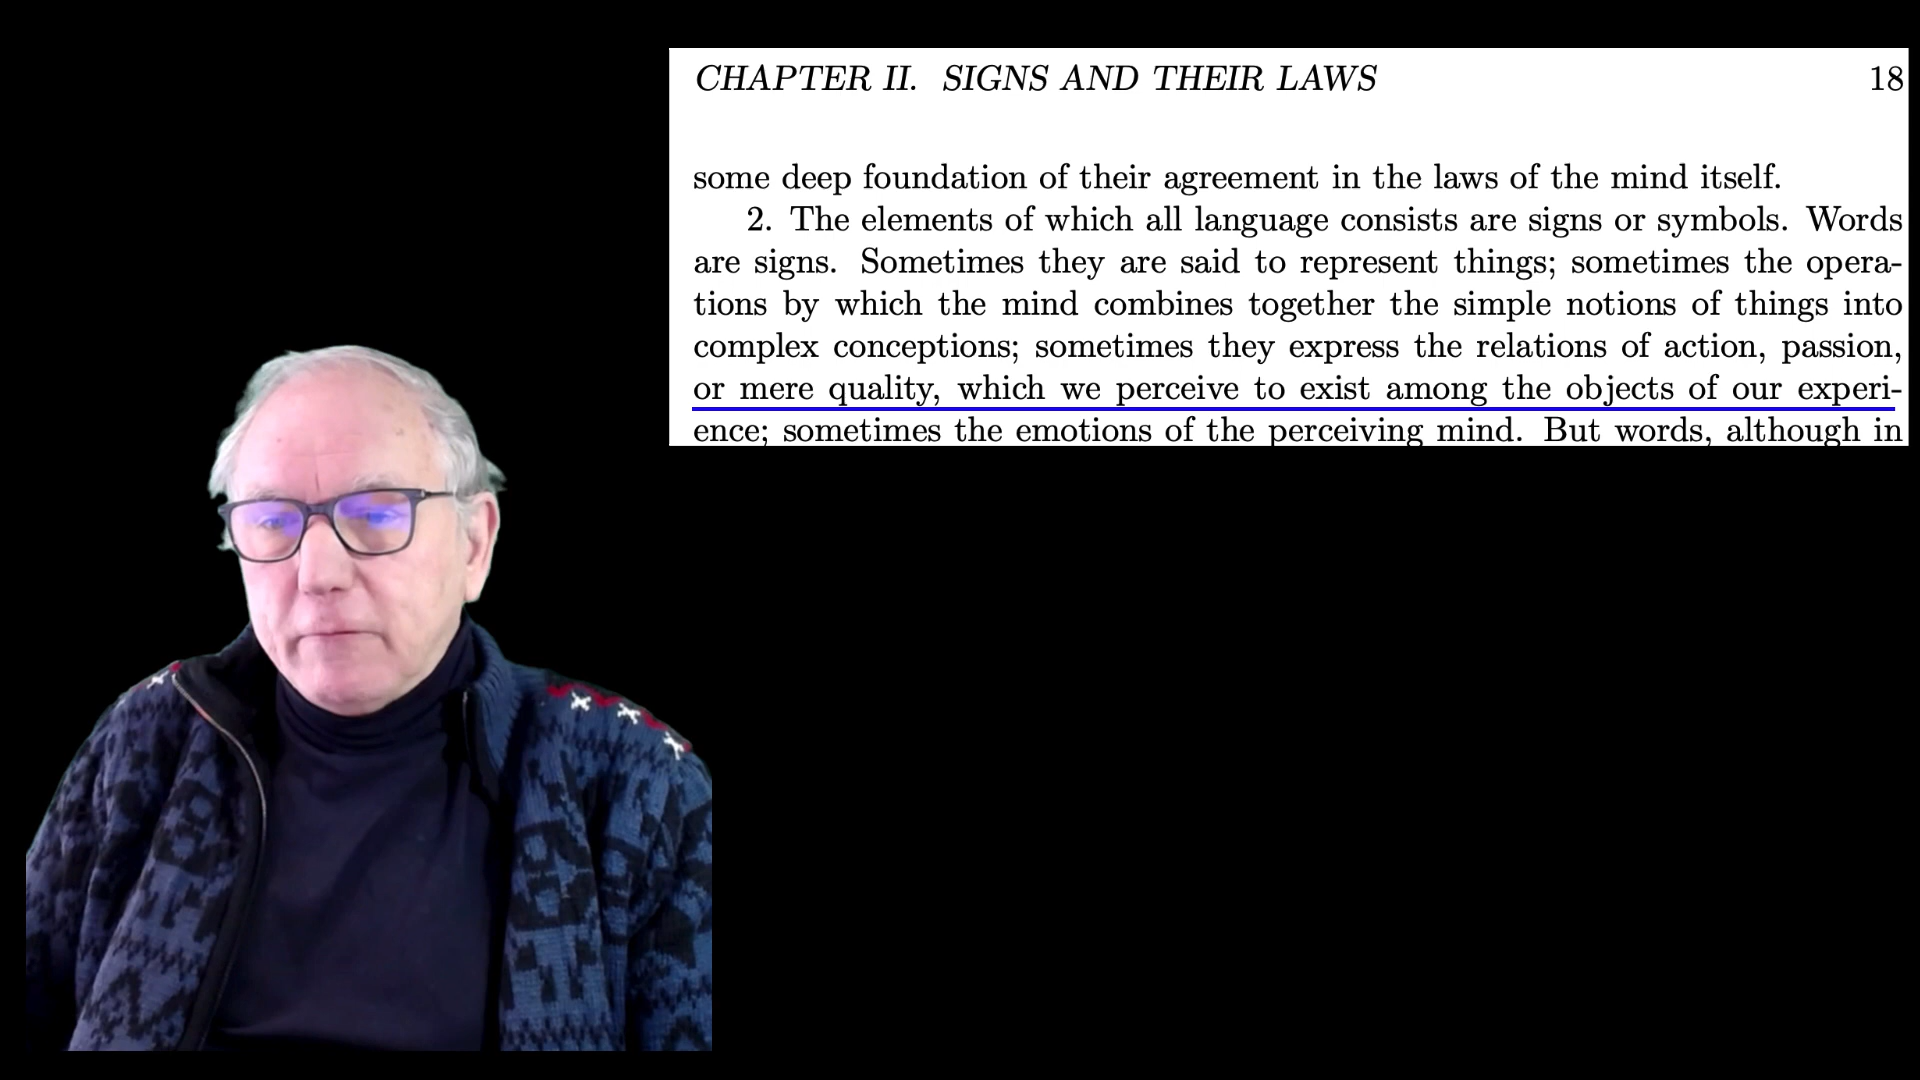 CHAPTER II. SIGNS AND THEIR LAWS 18
some deep foundation of their agreement in the laws of the mind itself.
2. The elements of which all language consists are signs or symbols. Words
are signs. Sometimes they are said to represent things; sometimes the opera-
tions by which the mind combines together the simple notions of things into
complex conceptions; sometimes they express the relations of action, passion,
or mere quality, which we perceive to exist among the objects of our experi-
ence; sometimes the emotions of the perceiving mind. But words, although in